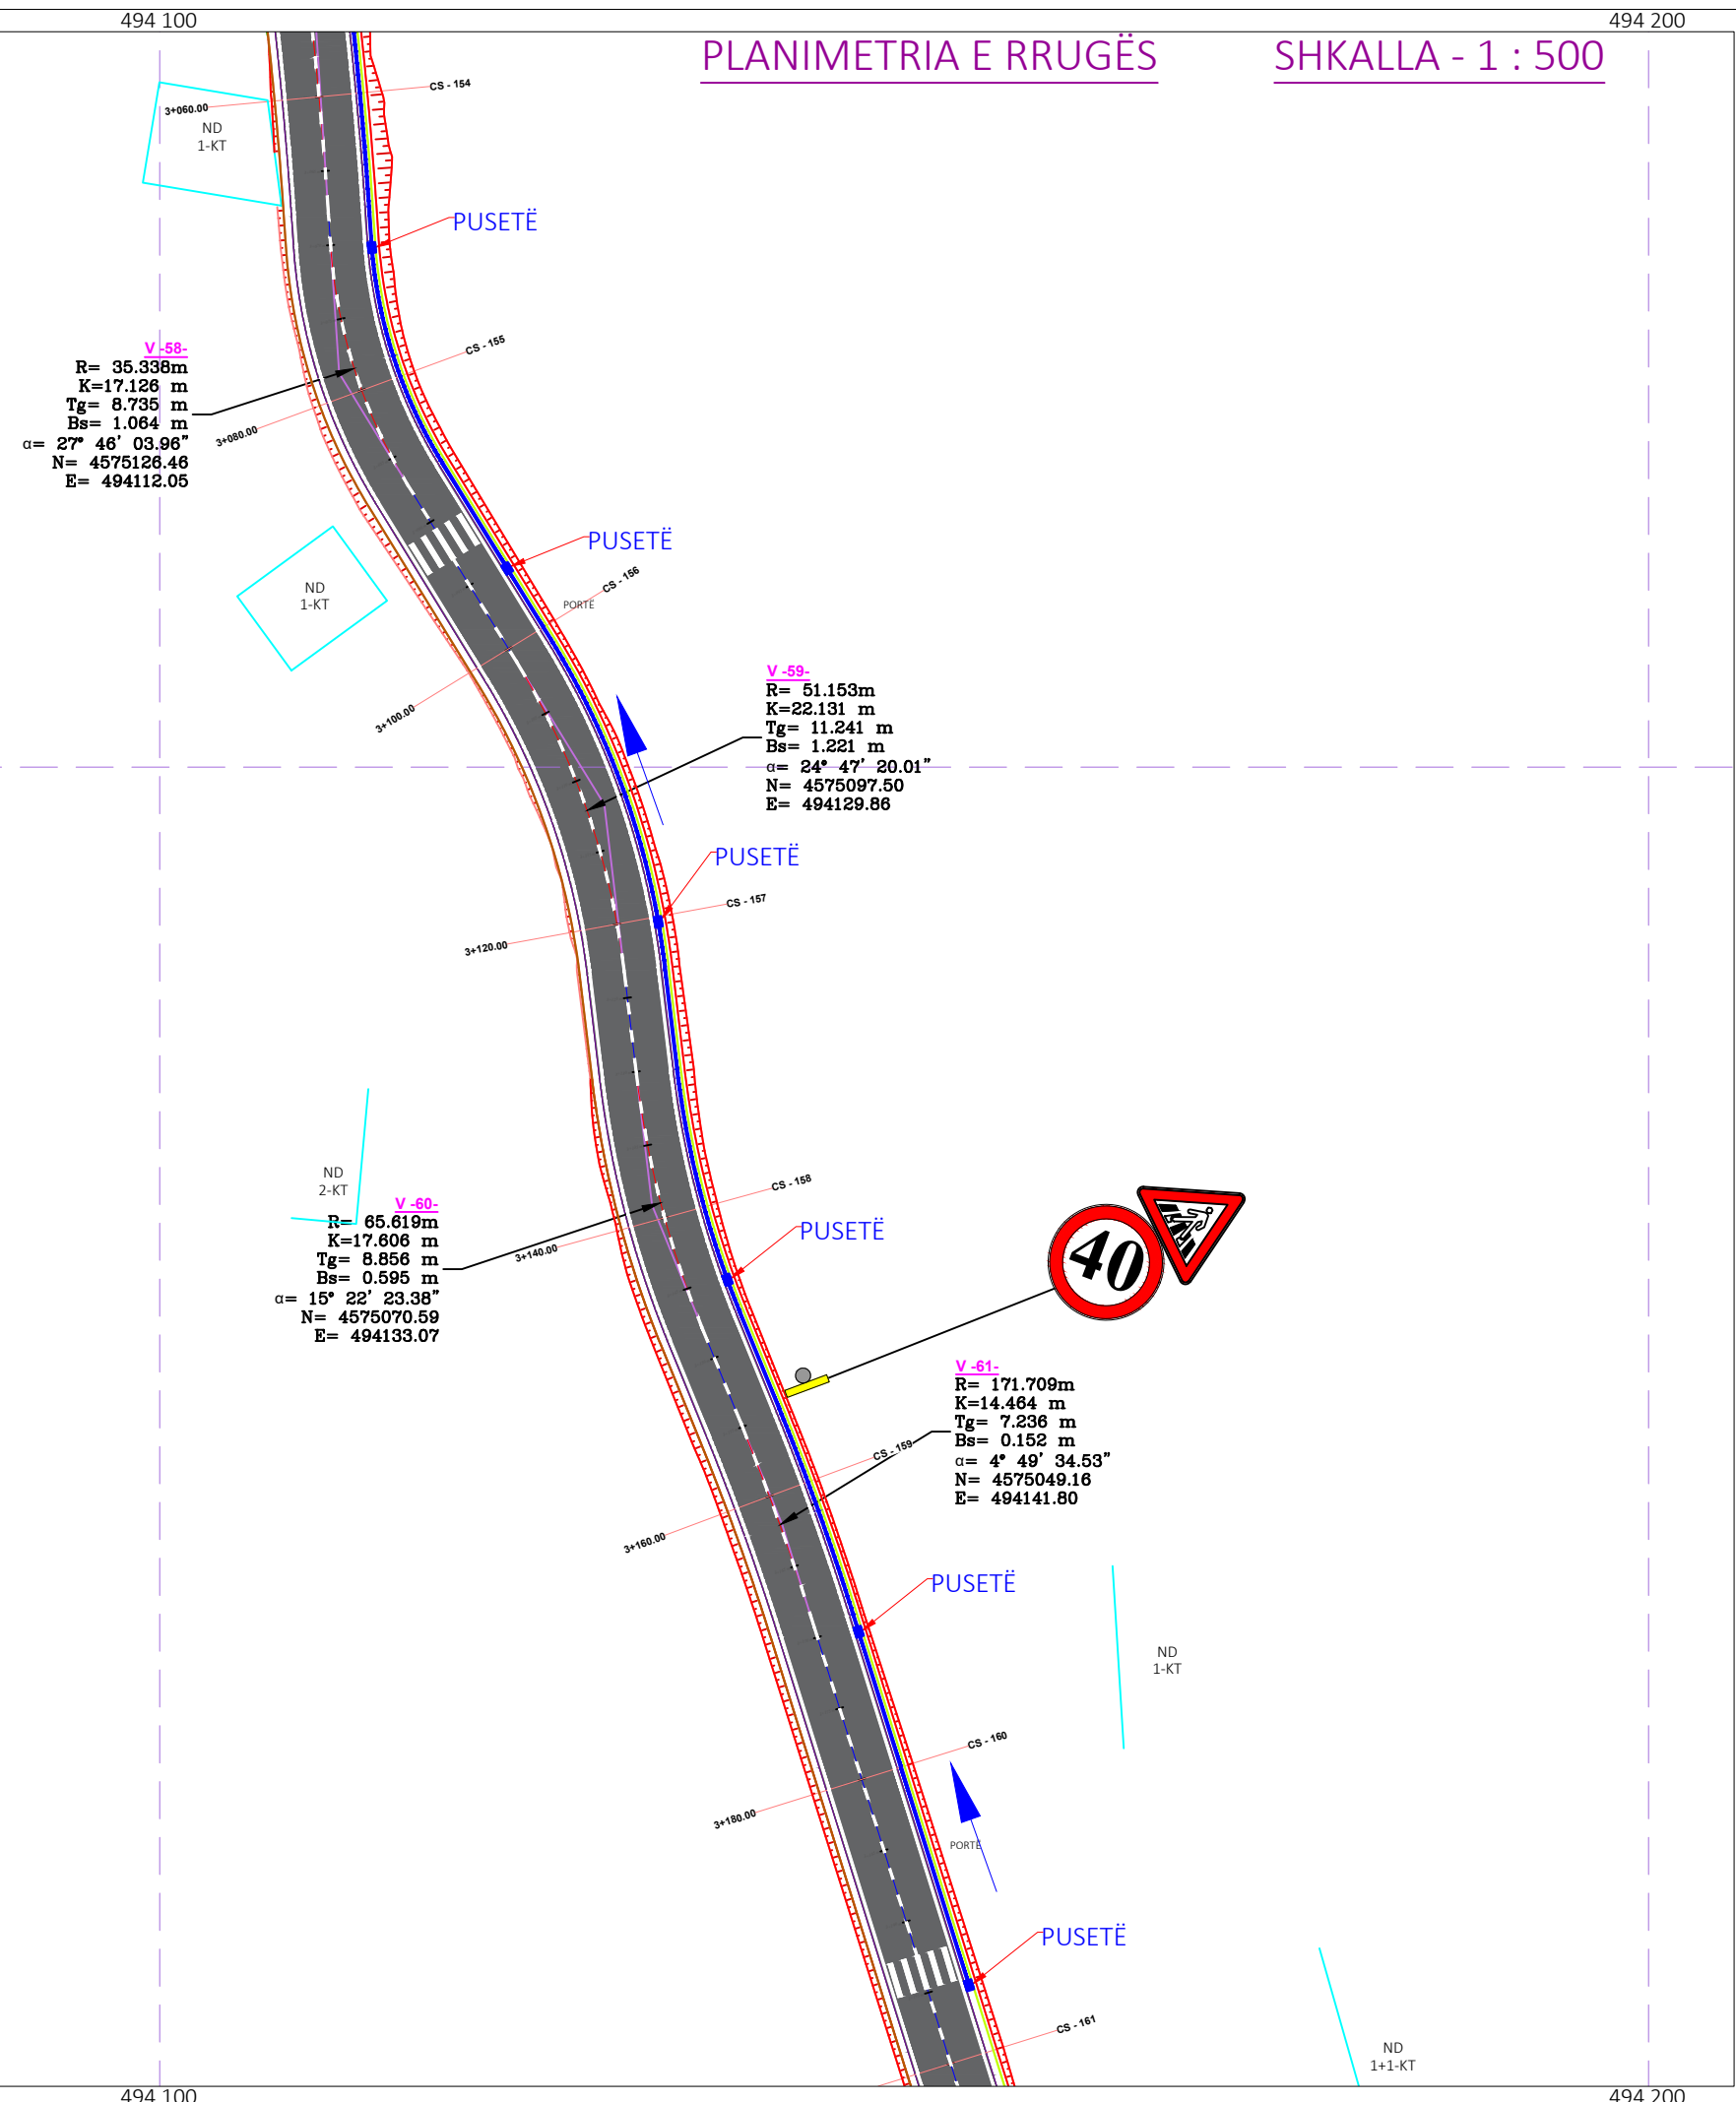 494 100
494 200
PLANIMETRIA E RRUGËS
SHKALLA - 1 : 500
CS - 154
3+060.00
ND
1-KT
PUSETË
CS - 155
V -58-
R= 35.338m
K=17.126 m
Tg= 8.735 m
Bs= 1.064 m
α= 27° 46' 03.96"
N= 4575126.46
E= 494112.05
3+080.00
PUSETË
CS - 156
PORTË
ND
1-KT
3+100.00
V -59-
R= 51.153m
K=22.131 m
Tg= 11.241 m
Bs= 1.221 m
α= 24° 47' 20.01"
N= 4575097.50
E= 494129.86
PUSETË
CS - 157
3+120.00
ND
2-KT
CS - 158
V -60-
R= 65.619m
K=17.606 m
Tg= 8.856 m
Bs= 0.595 m
α= 15° 22' 23.38"
N= 4575070.59
E= 494133.07
3+140.00
PUSETË
40
V -61-
R= 171.709m
K=14.464 m
Tg= 7.236 m
Bs= 0.152 m
α= 4° 49' 34.53"
N= 4575049.16
E= 494141.80
CS - 159
3+160.00
PUSETË
ND
1-KT
CS - 160
3+180.00
PORTË
PUSETË
CS - 161
ND
1+1-KT
494 100
494 200